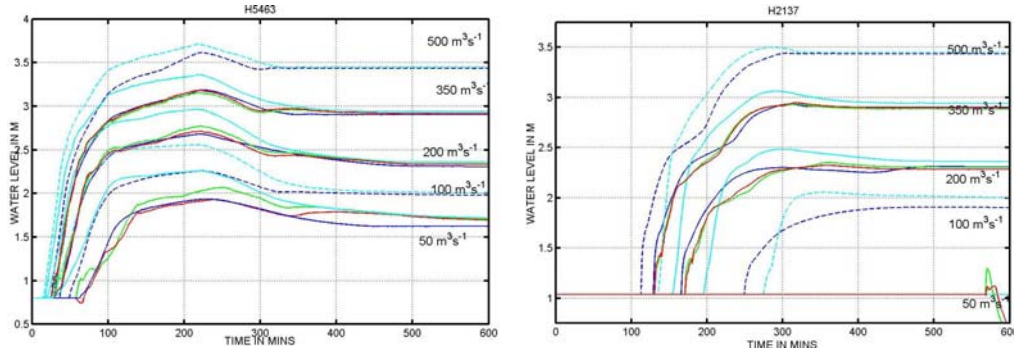 H5463
4
3.5
3
2.5
2
1.5
1
0.5
WATER LEVEL IN M
500 m³s⁻¹
350 m³s⁻¹
200 m³s⁻¹
100 m³s⁻¹
50 m³s⁻¹
0
100
200
300
400
500
600
TIME IN MINS
H2137
3.5
3
2.5
2
1.5
1
WATER LEVEL IN M
500 m³s⁻¹
350 m³s⁻¹
200 m³s⁻¹
100 m³s⁻¹
50 m³s
0
100
200
300
400
500
600
TIME IN MINS